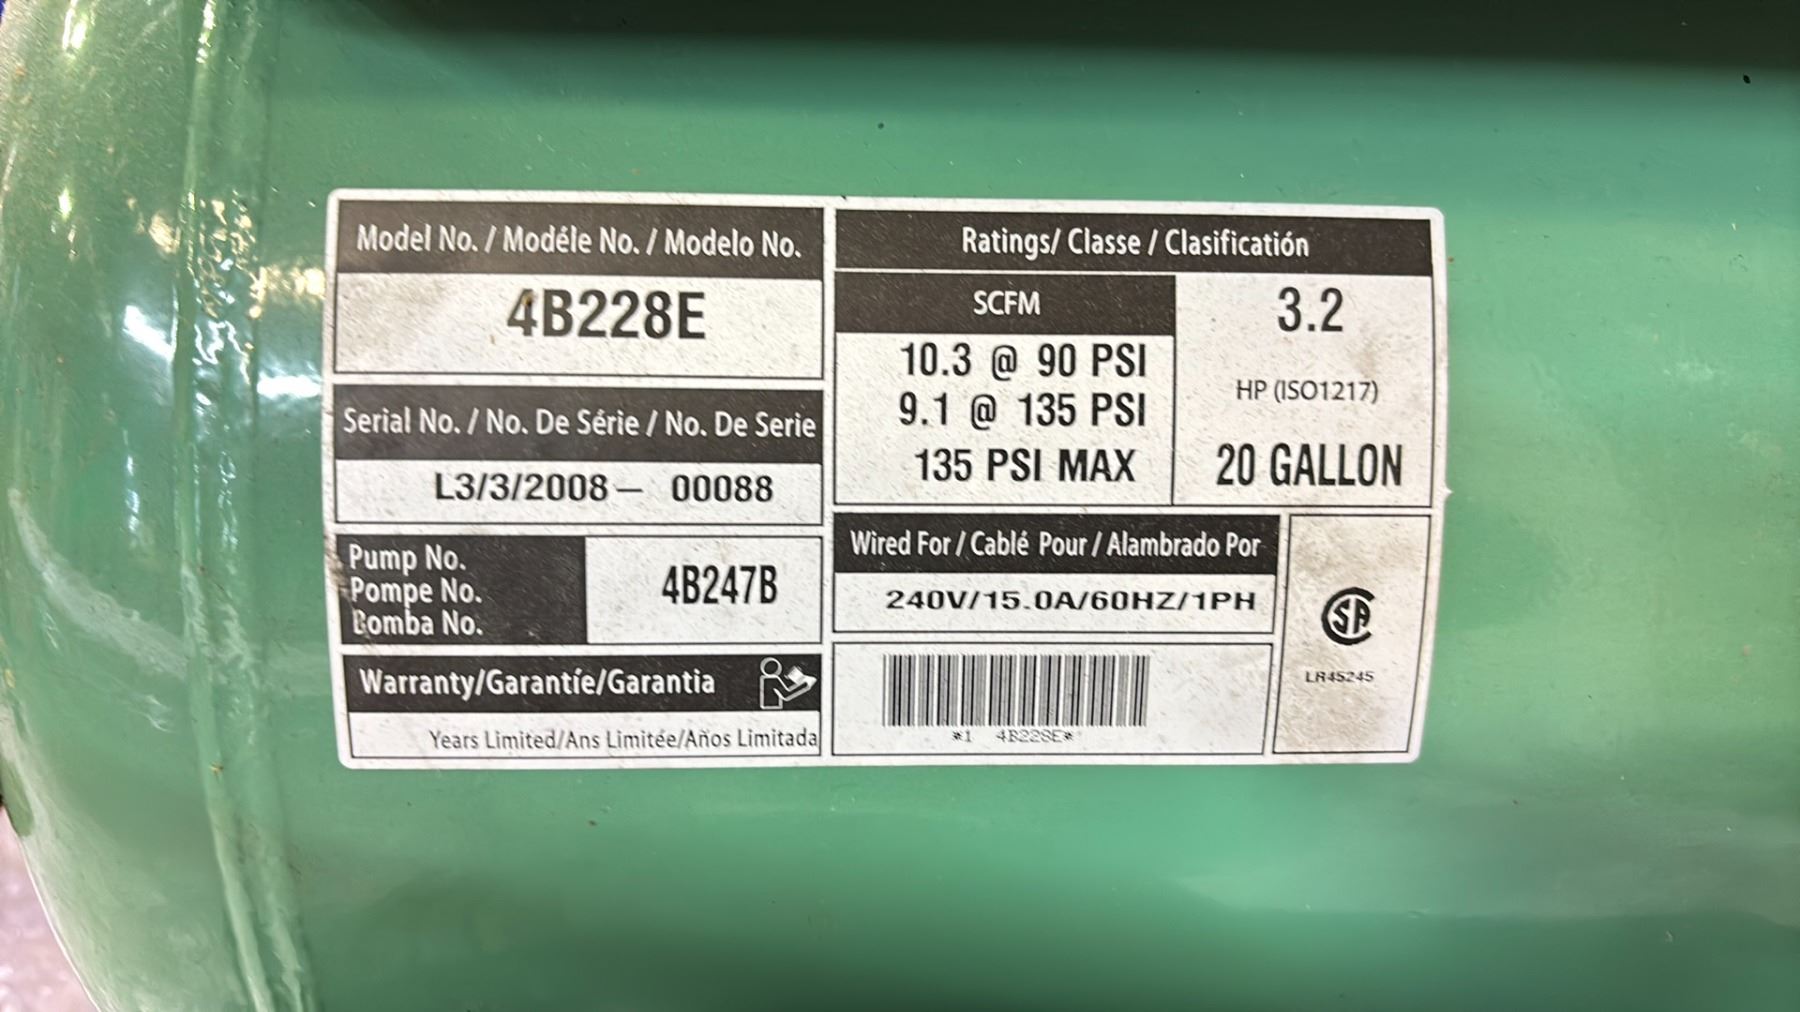 Model No. / Modéle No. / Modelo No.
4B228E
Serial No. / No. De Série / No. De Serie
L3/3/2008 - 00088
Pump No.
Pompe No.
Bomba No.
4B247B
Warranty/Garantíe/Garantia
Years Limited/Ans Limitée/Años Limitada
Ratings/ Classe / Clasificatión
SCFM
10.3 @ 90 PSI
9.1 @ 135 PSI
135 PSI MAX
3.2
HP (ISO1217)
20 GALLON
Wired For / Cablé Pour / Alambrado Por
240V/15.0A/60HZ/1PH
*1 4B228E*
SA
LR45245